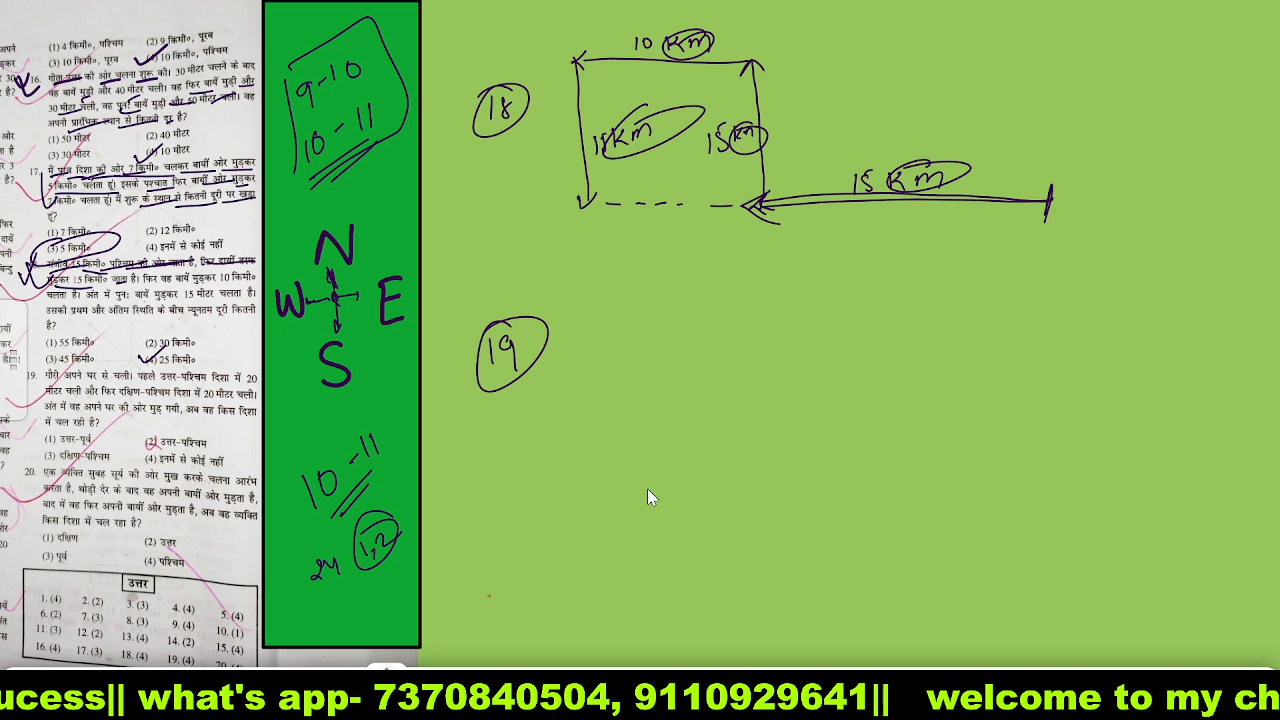 (1) 4 किमी०, पश्चिम (2) 9 किमी०, पूरब
(3) 10 किमी०, पूरब (4) 10 किमी०, पश्चिम
16. गीता उत्तर की ओर चलना शुरू की। 30 मीटर चलने के बाद
वह बायें मुड़ी और 40 मीटर चली। वह फिर बायें मुड़ी और
30 मीटर चली, वह पुनः बायें मुड़ी और 50 मीटर चली। वह
अपनी प्रारंभिक स्थान से कितनी दूर है?
(1) 50 मीटर (2) 40 मीटर
(3) 30 मीटर (4) 10 मीटर
17. मैं दिशा की ओर 7 किमी० चलकर बायीं ओर मुड़कर
5 किमी० चलता हूं। इसके पश्चात फिर बायीं ओर मुड़कर
किमी० चलता हूं। मैं शुरू के स्थान से कितनी दूरी पर खड़ा
हूं?
(1) 7 किमी० (2) 12 किमी०
(3) 5 किमी० (4) इनमें से कोई नहीं
15 किमी० पश्चिम की ओर जाता है, फिर दायीं तरफ
मुड़कर 15 किमी० जाता है। फिर वह बायें मुड़कर 10 किमी०
चलता है। अंत में पुनः बायें मुड़कर 15 मीटर चलता है।
उसकी प्रथम और अंतिम स्थिति के बीच न्यूनतम दूरी कितनी
है?
(1) 55 किमी० (2) 30 किमी०
(3) 45 किमी० (4) 25 किमी०
19. गौरी अपने घर से चली। पहले उत्तर-पश्चिम दिशा में 20
मीटर चली और फिर दक्षिण-पश्चिम दिशा में 20 मीटर चली।
अंत में वह अपने घर की ओर मुड़ गयी, अब वह किस दिशा
में चल रही है?
(1) उत्तर-पूर्व (2) उत्तर-पश्चिम
(3) दक्षिण-पश्चिम (4) इनमें से कोई नहीं
20. एक व्यक्ति सुबह सूर्य की ओर मुख करके चलना आरंभ
करता है, थोड़ी देर के बाद वह अपनी बायीं ओर मुड़ता है,
बाद में वह फिर अपनी बायीं ओर मुड़ता है, अब वह व्यक्ति
किस दिशा में चल रहा है?
(1) दक्षिण (2) उत्तर
(3) पूर्व (4) पश्चिम
उत्तर
1. (4) 2. (2) 3. (3) 4. (4) 5. (4)
6. (2) 7. (3) 8. (3) 9. (4) 10. (1)
11. (3) 12. (2) 13. (4) 14. (2) 15. (4)
16. (4) 17. (3) 18. (4) 19. (4)
9-10
10-11
N
W E
S
10-11
1,2
18
10 Km
15 Km
15 Km
15 Km
19
ucess|| what's app- 7370840504, 9110929641|| welcome to my ch